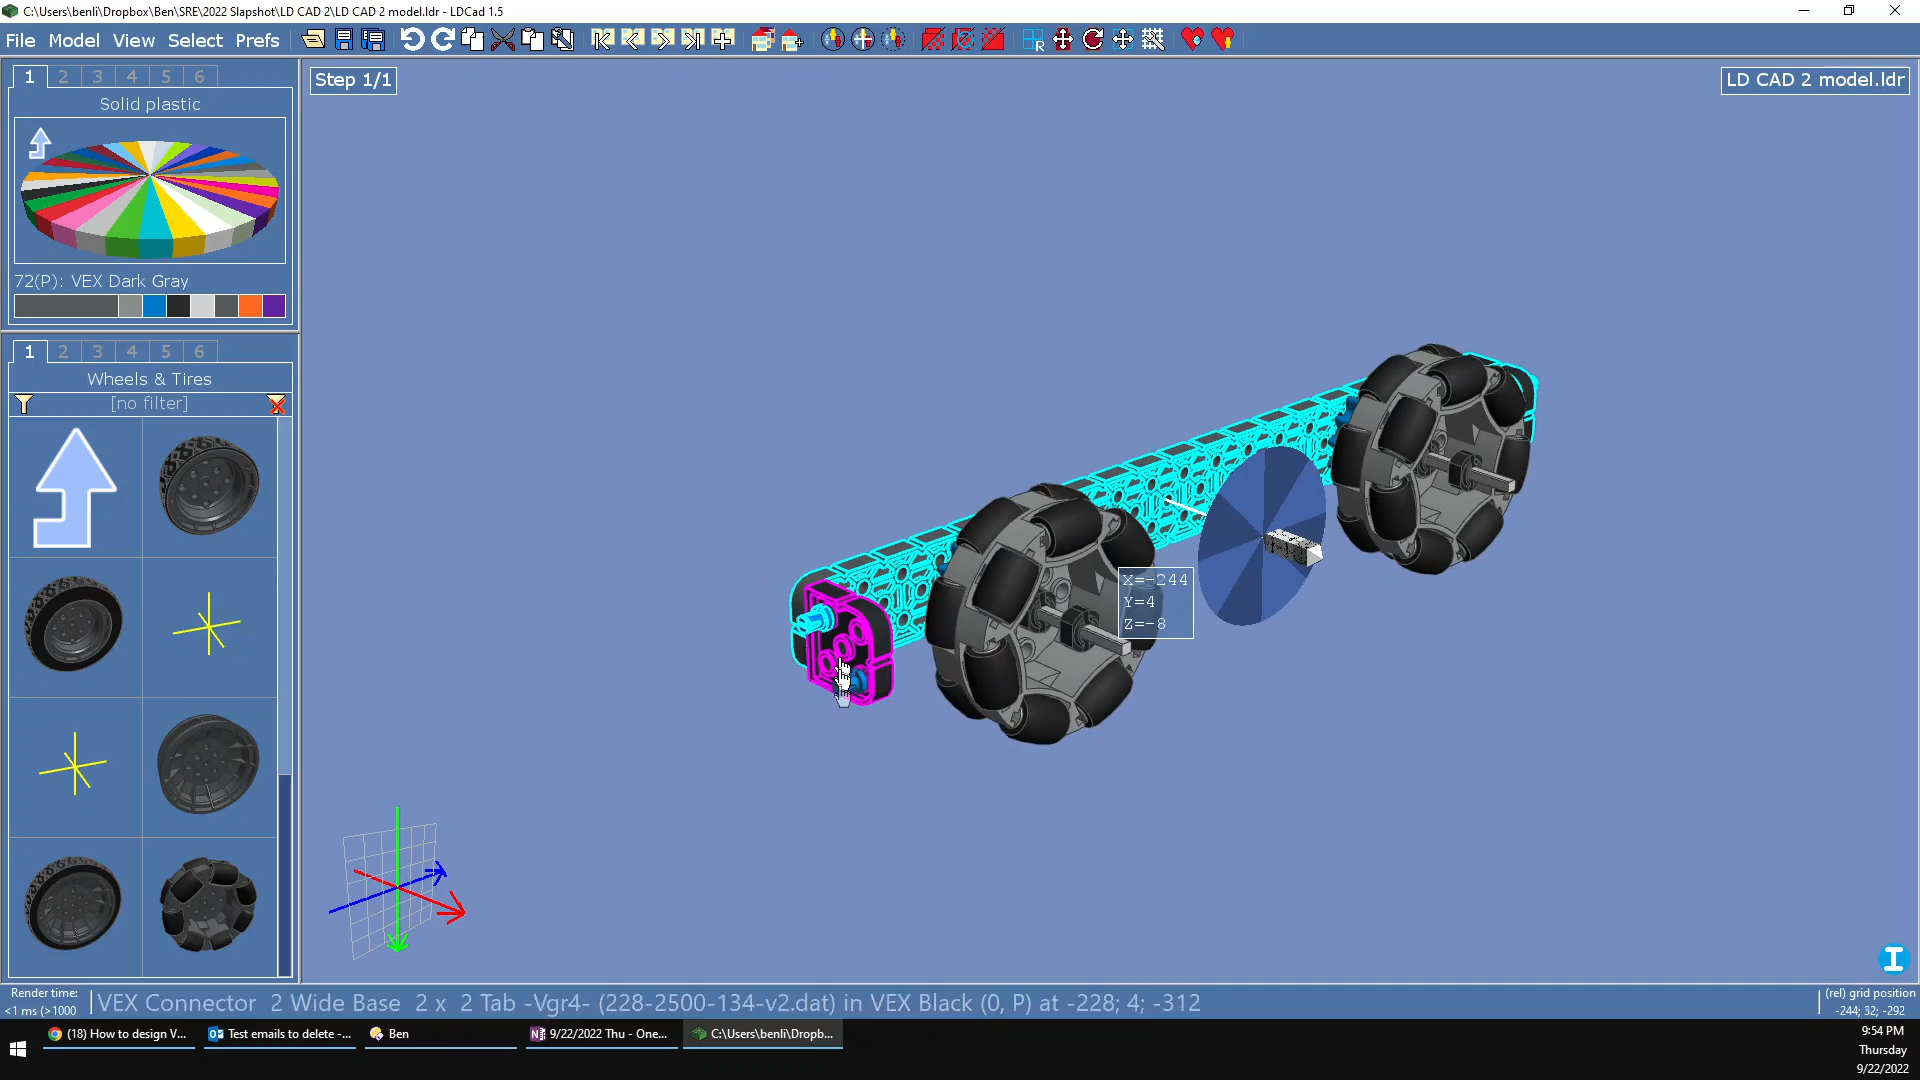 C:\Users\benli\Dropbox\Ben\SRE\2022 Slapshot\LD CAD 2\LD CAD 2 model.ldr - LDCad 1.5
File Model View Select Prefs
1 2 3 4 5 6
Solid plastic
72(P): VEX Dark Gray
1 2 3 4 5 6
Wheels & Tires
[no filter]
Step 1/1
LD CAD 2 model.ldr
X=-244
Y=4
Z=-8
Render time:
<1 ms (>1000
VEX Connector 2 Wide Base 2 x 2 Tab -Vgr4- (228-2500-134-v2.dat) in VEX Black (0, P) at -228; 4; -312
(rel) grid position
-244; 32; -292
(18) How to design V...
Test emails to delete -...
Ben
9/22/2022 Thu - One...
C:\Users\benli\Dropb...
9:54 PM
Thursday
9/22/2022